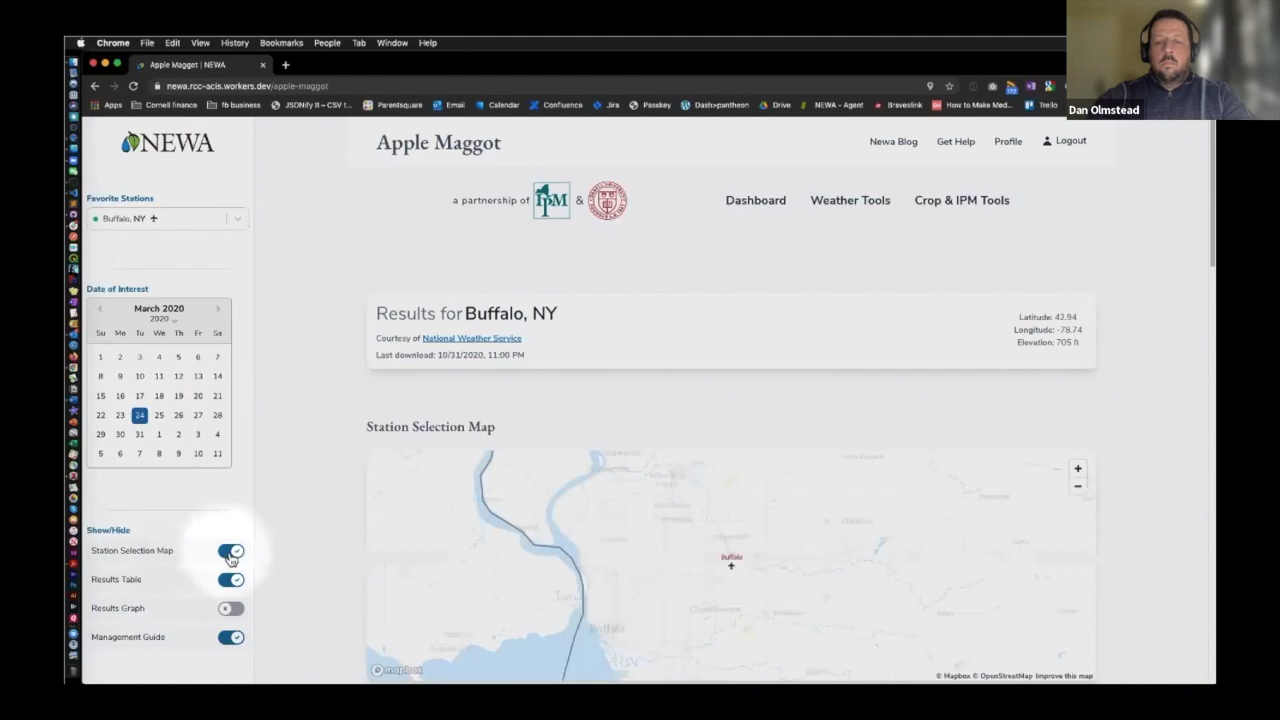 Chrome File Edit View History Bookmarks People Tab Window Help
Apple Maggot | NEWA
newa.rcc-acis.workers.dev/apple-maggot
Apps Cornell finance fb business JSONify It – CSV t... Parentsquare Email Calendar Confluence Jira Passkey Dash>pantheon Drive NEWA - Agent Braveslink How to Make Med... Trello
Dan Olmstead
NEWA
Apple Maggot
Newa Blog Get Help Profile Logout
a partnership of IPM &
Dashboard Weather Tools Crop & IPM Tools
Favorite Stations
Buffalo, NY
Date of Interest
March 2020
2020
Su Mo Tu We Th Fr Sa
1 2 3 4 5 6 7
8 9 10 11 12 13 14
15 16 17 18 19 20 21
22 23 24 25 26 27 28
29 30 31 1 2 3 4
5 6 7 8 9 10 11
Show/Hide
Station Selection Map
Results Table
Results Graph
Management Guide
Results for Buffalo, NY
Courtesy of National Weather Service
Last download: 10/31/2020, 11:00 PM
Latitude: 42.94
Longitude: -78.74
Elevation: 705 ft
Station Selection Map
Buffalo
Buffalo
mapbox
© Mapbox © OpenStreetMap Improve this map